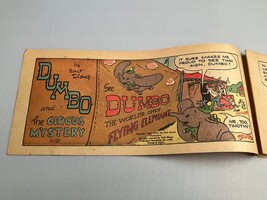 by
Walt Disney
DUMBO
and
The CIRCUS
MYSTERY
See
DUMBO
THE WORLDS ONLY
FLYING ELEPHANT
IT SURE MAKES ME
PROUD TO SEE THAT
SIGN, DUMBO!
ME, TOO,
TIMOTHY!